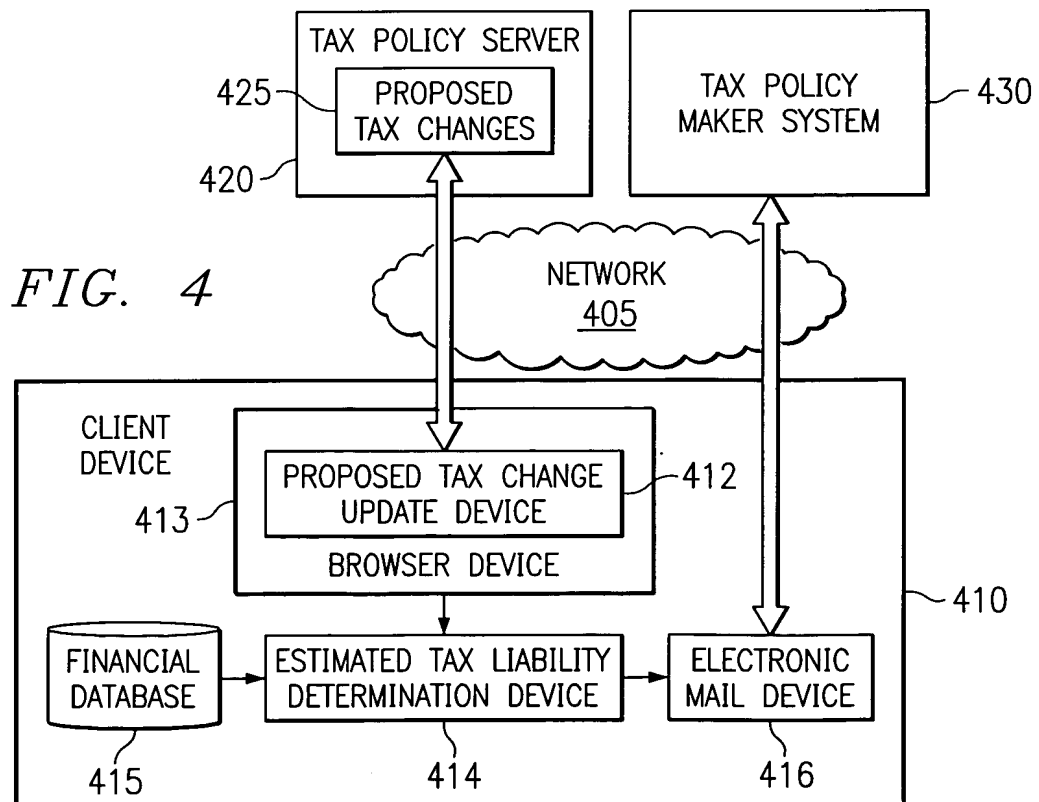 TAX POLICY SERVER
425
PROPOSED
TAX CHANGES
420
TAX POLICY
MAKER SYSTEM
430
FIG. 4
NETWORK
405
CLIENT
DEVICE
PROPOSED TAX CHANGE
UPDATE DEVICE
412
413
BROWSER DEVICE
410
FINANCIAL
DATABASE
ESTIMATED TAX LIABILITY
DETERMINATION DEVICE
ELECTRONIC
MAIL DEVICE
415
414
416